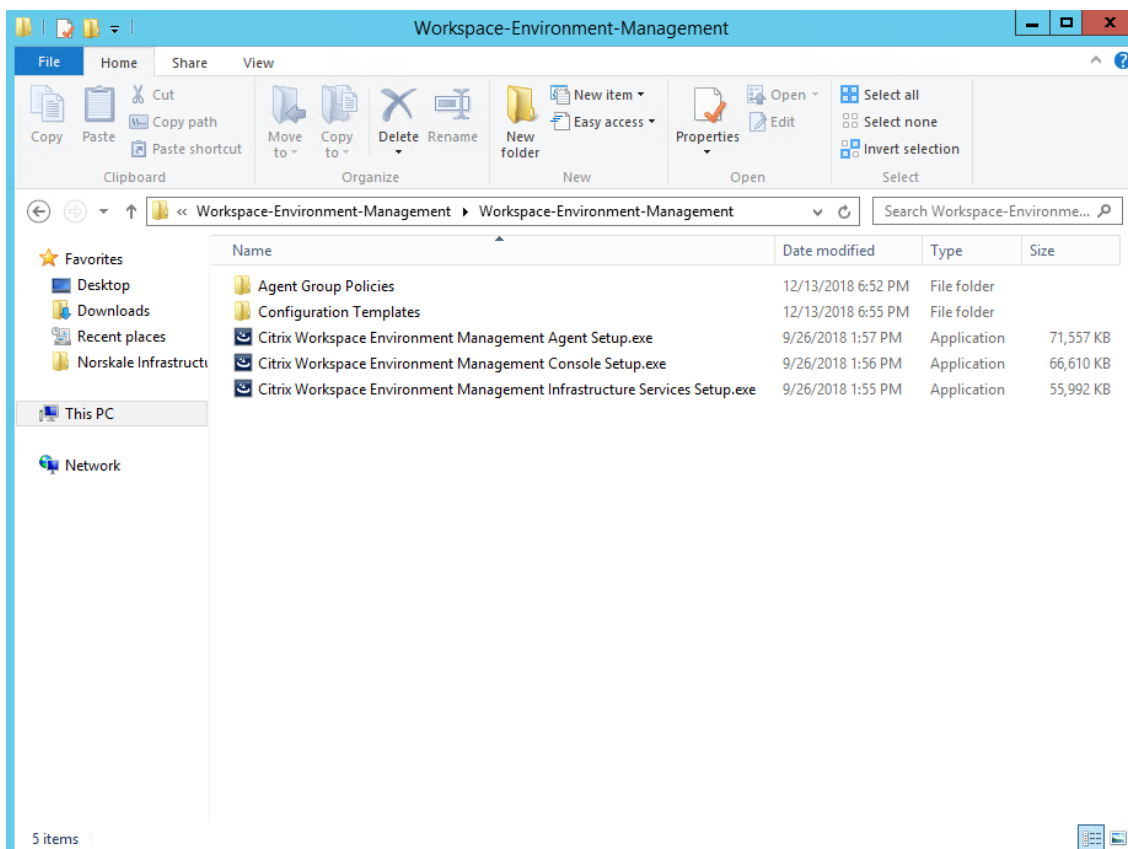 Workspace-Environment-Management
File Home Share View
Copy Paste Cut Copy path Paste shortcut
Move to Copy to Delete Rename
New folder New item Easy access
Properties Open Edit
Select all Select none Invert selection
Clipboard Organize New Open Select
« Workspace-Environment-Management Workspace-Environment-Management Search Workspace-Environme...
Name Date modified Type Size
Favorites
Desktop
Downloads
Recent places
Norskale Infrastructu
This PC
Network
Agent Group Policies 12/13/2018 6:52 PM File folder
Configuration Templates 12/13/2018 6:55 PM File folder
Citrix Workspace Environment Management Agent Setup.exe 9/26/2018 1:57 PM Application 71,557 KB
Citrix Workspace Environment Management Console Setup.exe 9/26/2018 1:56 PM Application 66,610 KB
Citrix Workspace Environment Management Infrastructure Services Setup.exe 9/26/2018 1:55 PM Application 55,992 KB
5 items